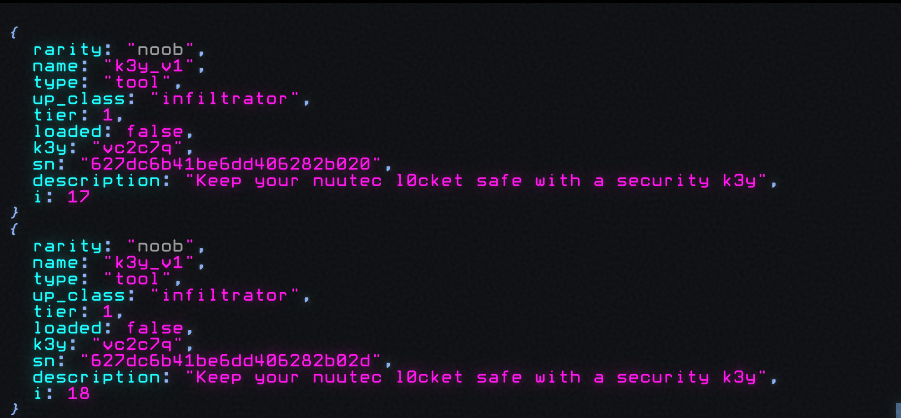 {
rarity: "noob",
name: "k3y_v1",
type: "tool",
up_class: "infiltrator",
tier: 1,
loaded: false,
k3y: "vc2c7q",
sn: "627dc6b41be6dd406282b020",
description: "Keep your nuutec l0cket safe with a security k3y",
i: 17
}
{
rarity: "noob",
name: "k3y_v1",
type: "tool",
up_class: "infiltrator",
tier: 1,
loaded: false,
k3y: "vc2c7q",
sn: "627dc6b41be6dd406282b02d",
description: "Keep your nuutec l0cket safe with a security k3y",
i: 18
}